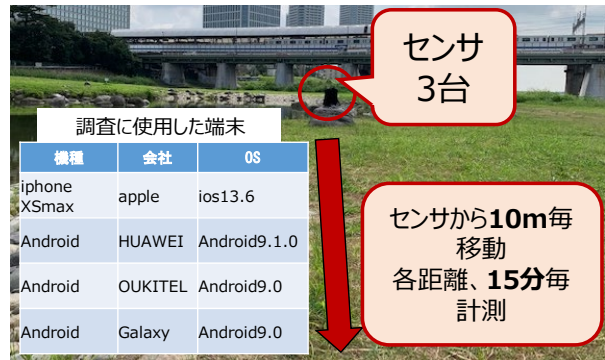 センサ
3台
調査に使用した端末
機種 会社 OS
iphone
XSmax apple ios13.6
Android HUAWEI Android9.1.0
Android OUKITEL Android9.0
Android Galaxy Android9.0
センサから10m毎
移動
各距離、15分毎
計測